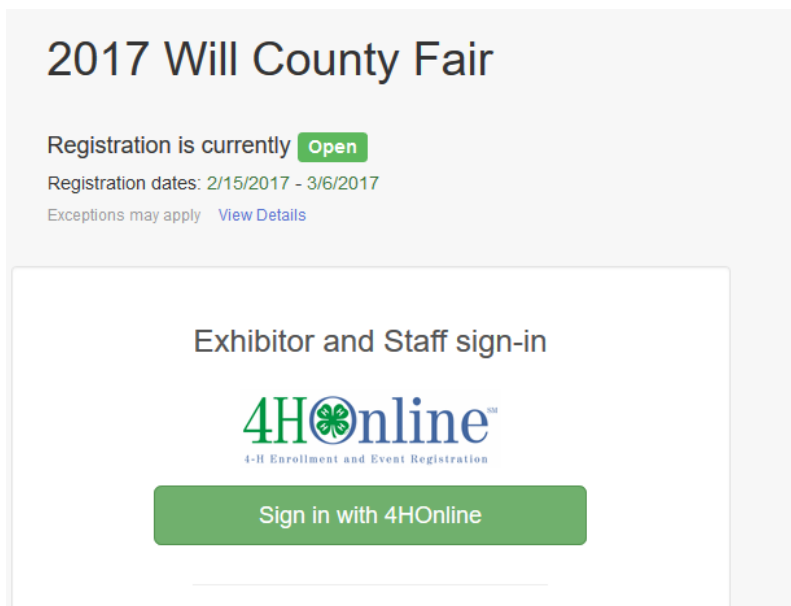 2017 Will County Fair
Registration is currently Open
Registration dates: 2/15/2017 - 3/6/2017
Exceptions may apply View Details
Exhibitor and Staff sign-in
4HOnline℠
4-H Enrollment and Event Registration
Sign in with 4HOnline